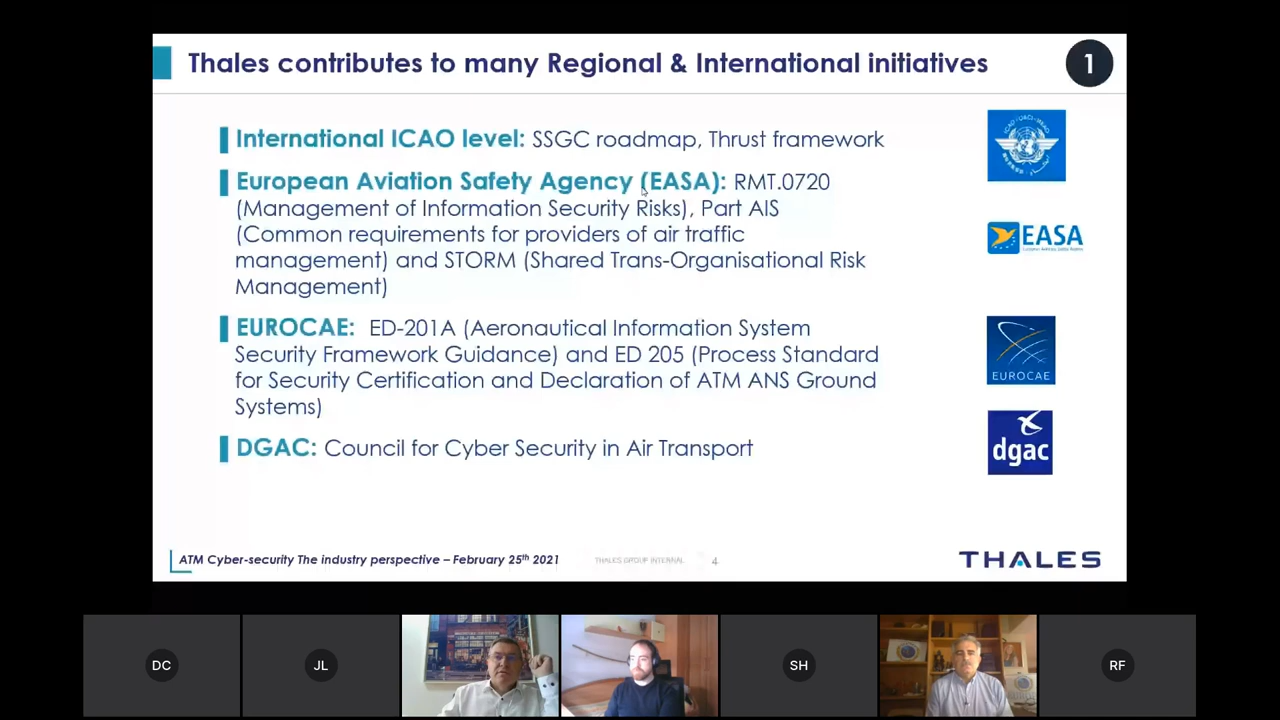 Thales contributes to many Regional & International initiatives
1
International ICAO level: SSGC roadmap, Thrust framework
European Aviation Safety Agency (EASA): RMT.0720
(Management of Information Security Risks), Part AIS
(Common requirements for providers of air traffic
management) and STORM (Shared Trans-Organisational Risk
Management)
EASA
EUROCAE: ED-201A (Aeronautical Information System
Security Framework Guidance) and ED 205 (Process Standard
for Security Certification and Declaration of ATM ANS Ground
Systems)
EUROCAE
DGAC: Council for Cyber Security in Air Transport
dgac
ATM Cyber-security The industry perspective – February 25th 2021
THALES GROUP INTERNAL
4
THALES
DC
JL
SH
RF